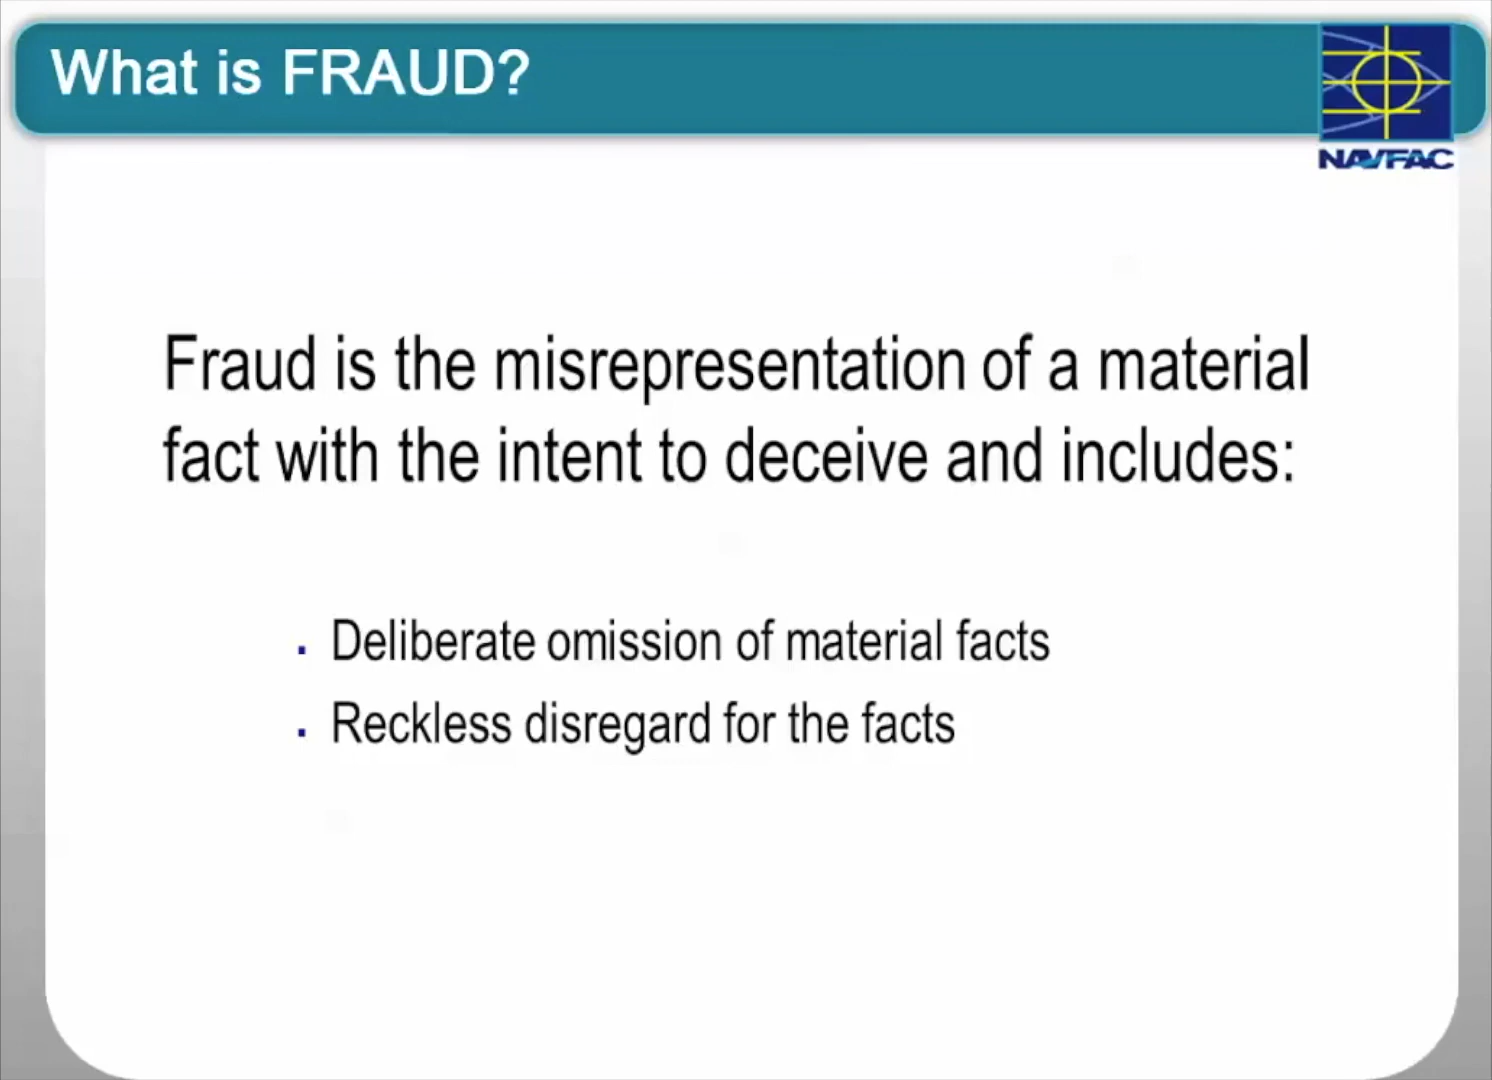 What is FRAUD?
NAVFAC
Fraud is the misrepresentation of a material
fact with the intent to deceive and includes:
▪ Deliberate omission of material facts
▪ Reckless disregard for the facts